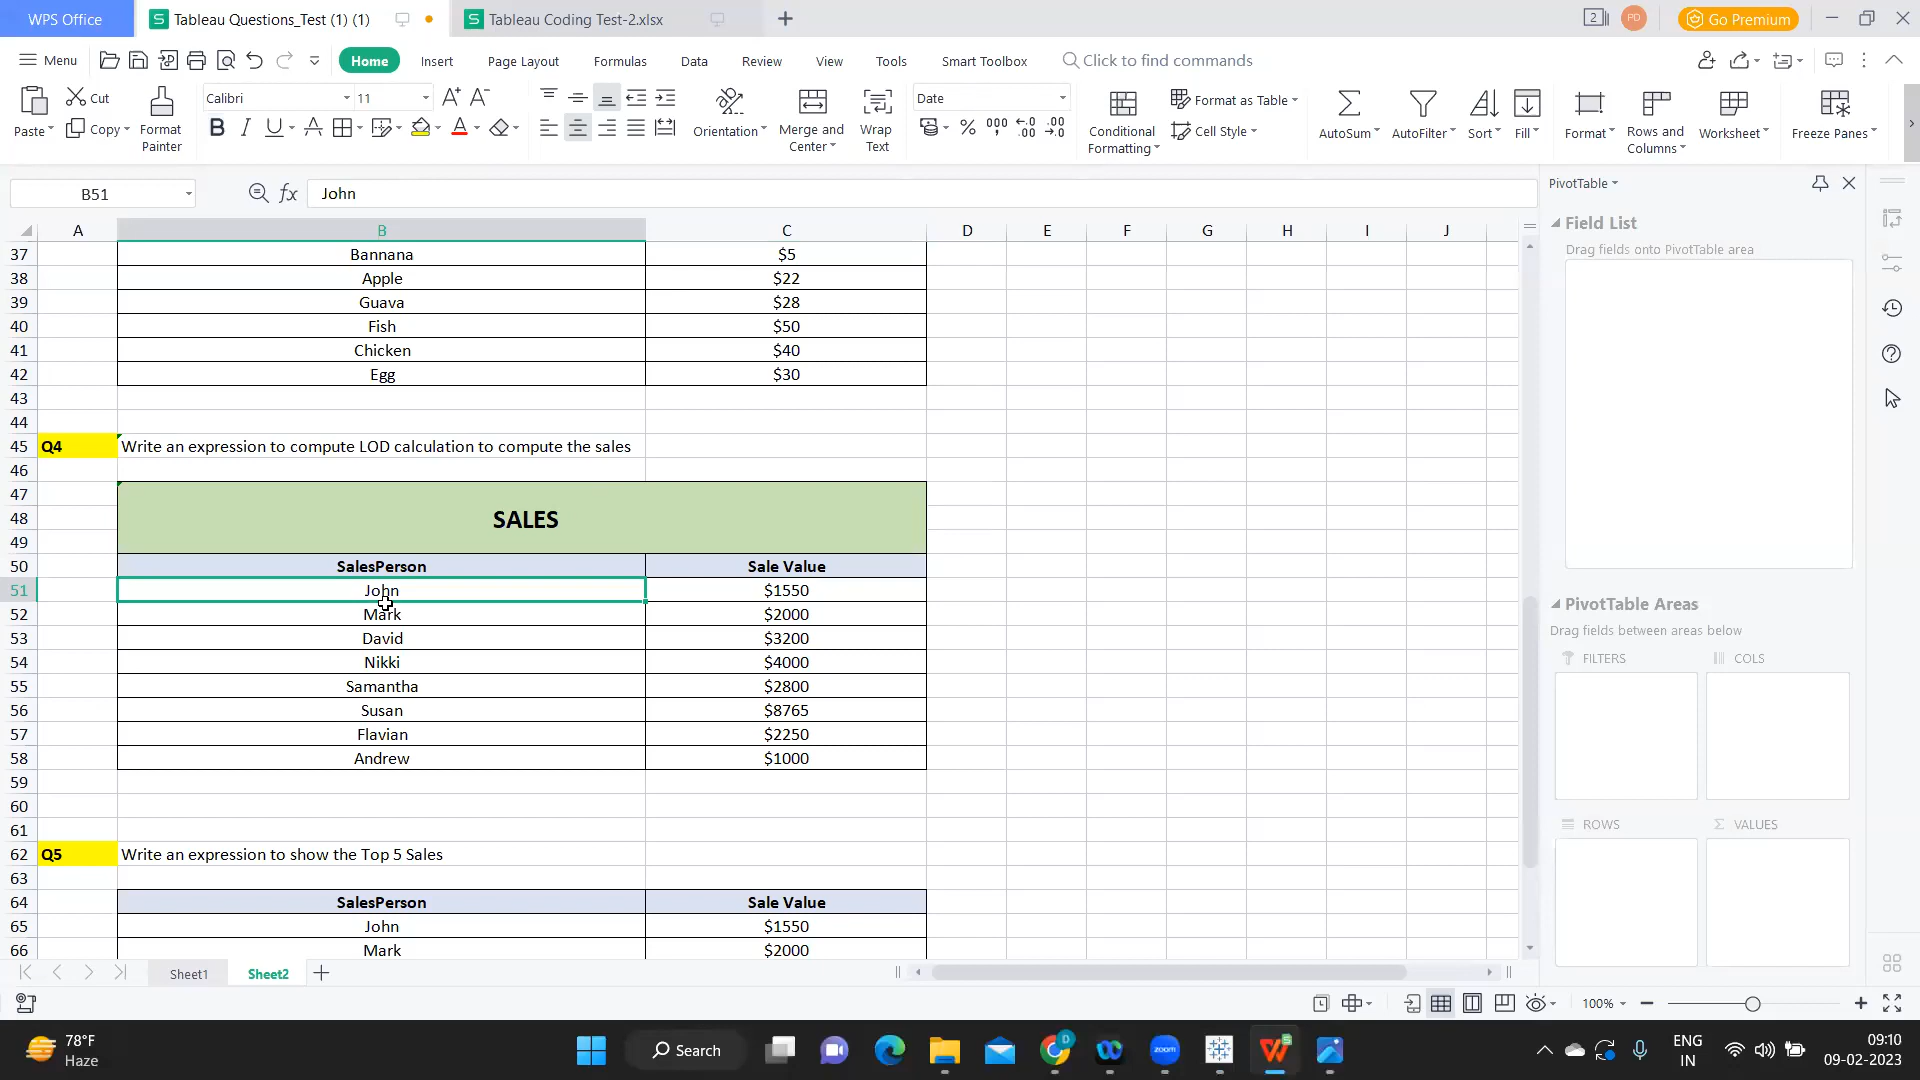 WPS Office
Tableau Questions_Test (1) (1)
Tableau Coding Test-2.xlsx
2
PD
Go Premium
Menu
Home
Insert
Page Layout
Formulas
Data
Review
View
Tools
Smart Toolbox
Click to find commands
Paste
Cut
Copy
Format Painter
Calibri
11
Orientation
Merge and Center
Wrap Text
Date
Conditional Formatting
Format as Table
Cell Style
AutoSum
AutoFilter
Sort
Fill
Format
Rows and Columns
Worksheet
Freeze Panes
B51
John
PivotTable
Field List
Drag fields onto PivotTable area
A B C D E F G H I J
37 Bannana $5
38 Apple $22
39 Guava $28
40 Fish $50
41 Chicken $40
42 Egg $30
43
44
45 Q4 Write an expression to compute LOD calculation to compute the sales
46
47
48 SALES
49
50 SalesPerson Sale Value
51 John $1550
52 Mark $2000
53 David $3200
54 Nikki $4000
55 Samantha $2800
56 Susan $8765
57 Flavian $2250
58 Andrew $1000
59
60
61
62 Q5 Write an expression to show the Top 5 Sales
63
64 SalesPerson Sale Value
65 John $1550
66 Mark $2000
PivotTable Areas
Drag fields between areas below
FILTERS
COLS
ROWS
VALUES
Sheet1
Sheet2
100%
78°F
Haze
Search
zoom
ENG
IN
09:10
09-02-2023